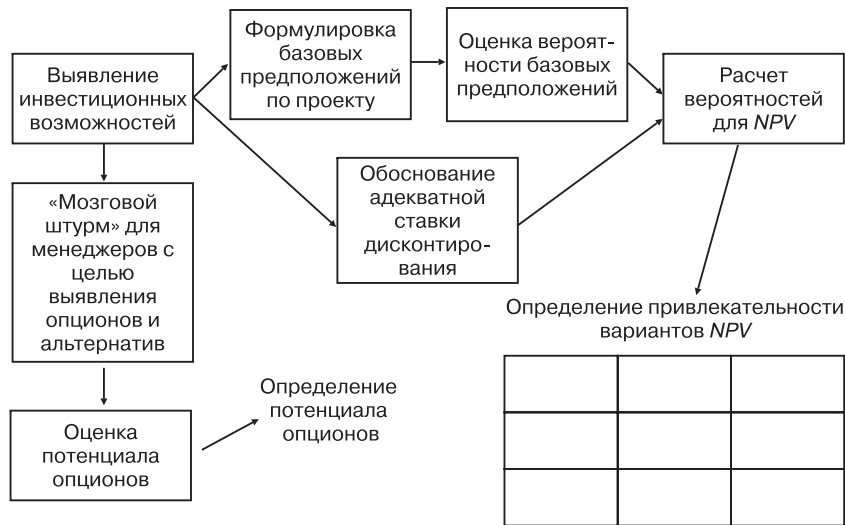 Выявление
инвестиционных
возможностей
Формулировка
базовых
предположений
по проекту
Оценка вероят-
ности базовых
предположений
Расчет
вероятностей
для NPV
«Мозговой
штурм» для
менеджеров с
целью
выявления
опционов и
альтернатив
Обоснование
адекватной
ставки
дисконтиро-
вания
Определение привлекательности
вариантов NPV
Определение
потенциала
опционов
Оценка
потенциала
опционов